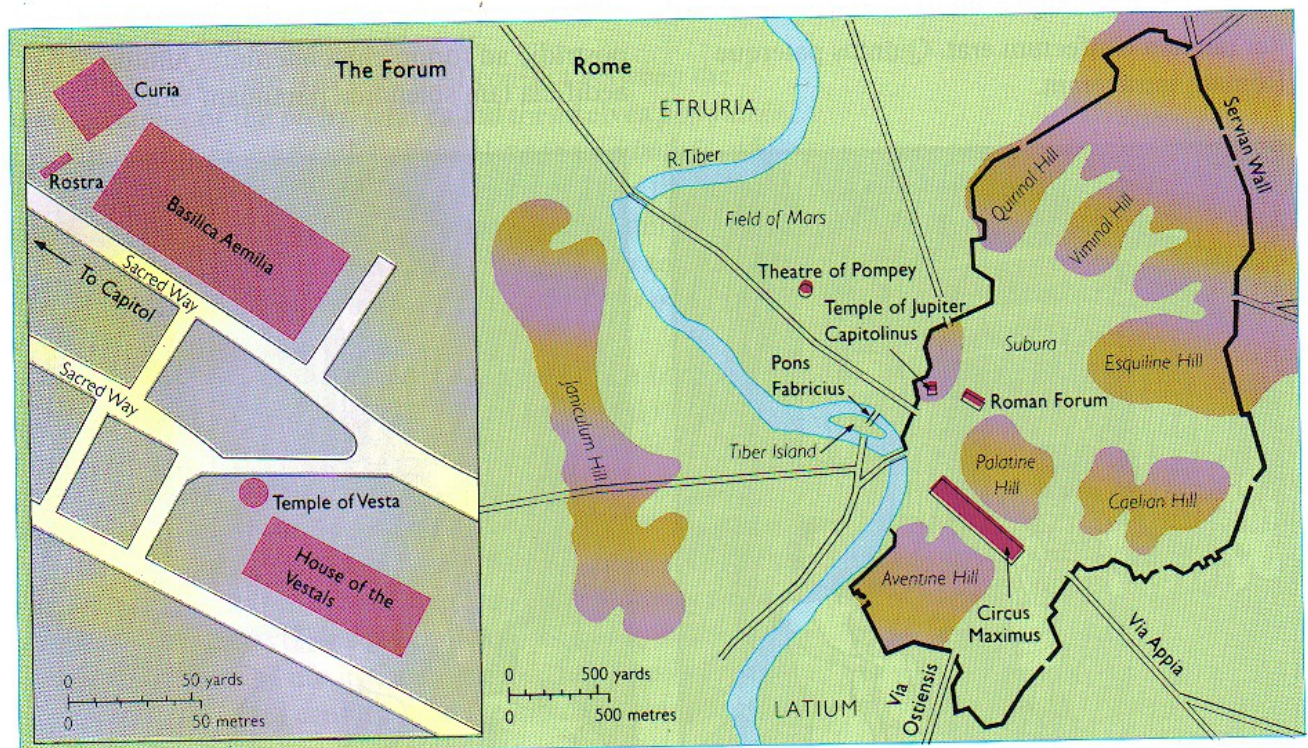 The Forum
Curia
Rostra
Basilica Aemilia
Sacred Way
To Capitol
Sacred Way
Temple of Vesta
House of the
Vestals
0 50 yards
0 50 metres
Rome
ETRURIA
R. Tiber
Field of Mars
Theatre of Pompey
Temple of Jupiter
Capitolinus
Pons
Fabricius
Tiber Island
Janiculum Hill
Quirinal Hill
Viminal Hill
Servian Wall
Subura
Esquiline Hill
Roman Forum
Palatine
Hill
Caelian Hill
Aventine Hill
Circus
Maximus
Via Appia
Via
Ostiensis
LATIUM
0 500 yards
0 500 metres